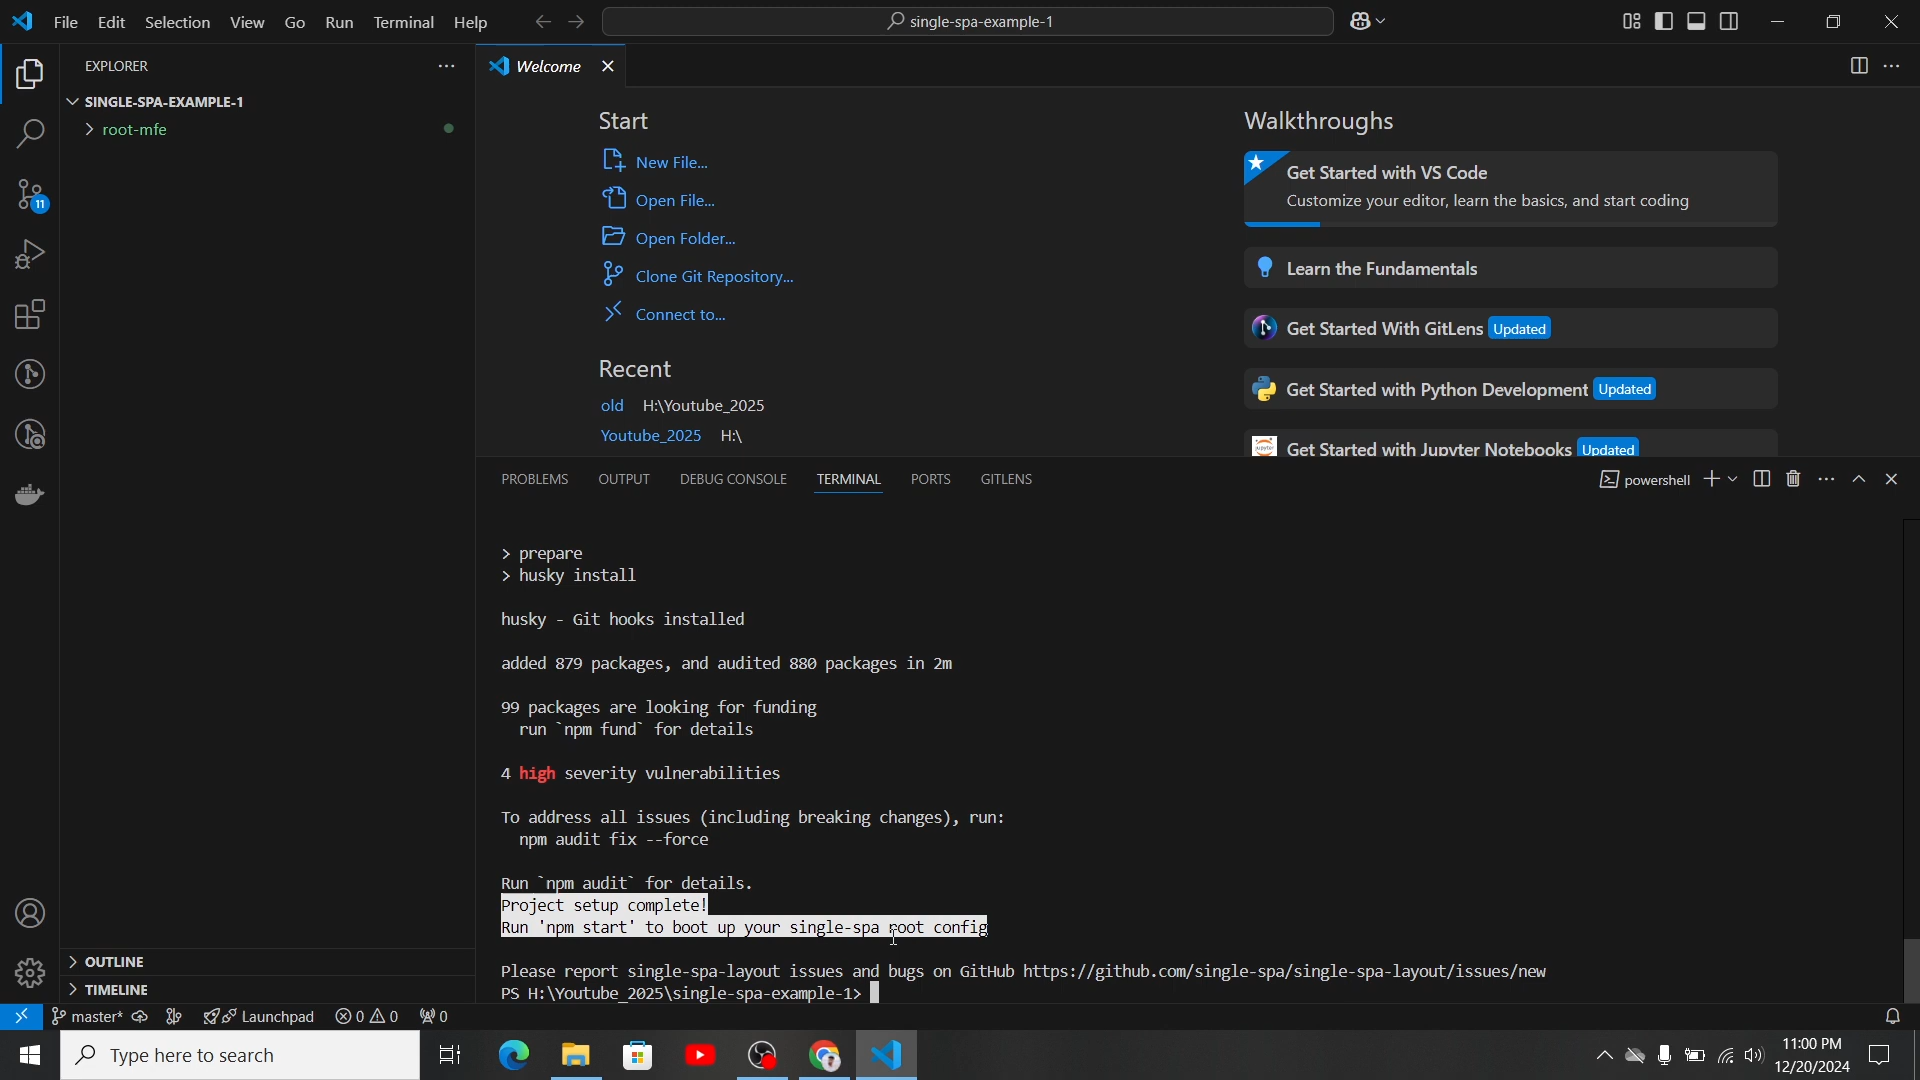 File Edit Selection View Go Run Terminal Help
single-spa-example-1
EXPLORER
SINGLE-SPA-EXAMPLE-1
root-mfe
11
Welcome
Start
New File...
Open File...
Open Folder...
Clone Git Repository...
Connect to...
Recent
old H:\Youtube_2025
Youtube_2025 H:\
Walkthroughs
Get Started with VS Code
Customize your editor, learn the basics, and start coding
Learn the Fundamentals
Get Started With GitLens Updated
Get Started with Python Development Updated
Get Started with Jupyter Notebooks Updated
PROBLEMS OUTPUT DEBUG CONSOLE TERMINAL PORTS GITLENS
powershell
> prepare
> husky install
husky - Git hooks installed
added 879 packages, and audited 880 packages in 2m
99 packages are looking for funding
run `npm fund` for details
4 high severity vulnerabilities
To address all issues (including breaking changes), run:
npm audit fix --force
Run `npm audit` for details.
Project setup complete!
Run 'npm start' to boot up your single-spa root config
Please report single-spa-layout issues and bugs on GitHub https://github.com/single-spa/single-spa-layout/issues/new
PS H:\Youtube_2025\single-spa-example-1>
OUTLINE
TIMELINE
master* Launchpad 0 0 0
Type here to search
11:00 PM
12/20/2024